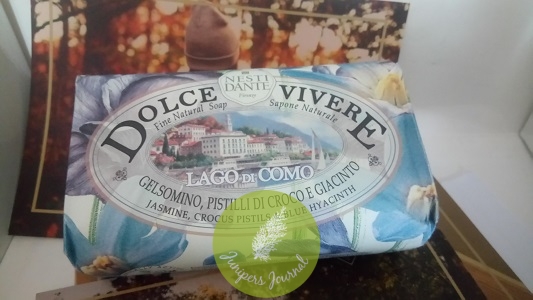 NESTI
DANTE
Firenze
DOLCE VIVERE
Fine Natural Soap Sapone Naturale
LAGO DI COMO
GELSOMINO, PISTILLI DI CROCO E GIACINTO
JASMINE, CROCUS PISTILS & BLUE HYACINTH
Junipers Journal